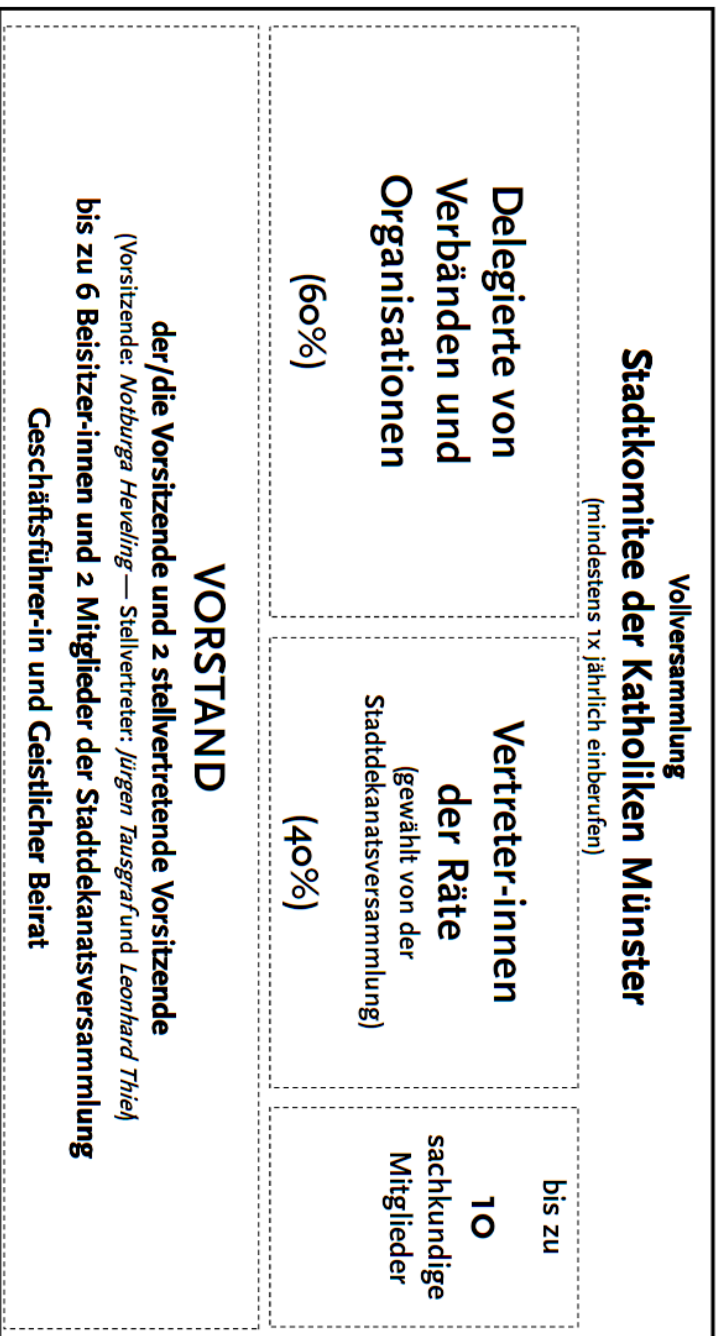 Vollversammlung
Stadtkomitee der Katholiken Münster
(mindestens 1x jährlich einberufen)
Delegierte von
Verbänden und
Organisationen
(60%)
Vertreter-innen
der Räte
(gewählt von der
Stadtdekanatsversammlung)
(40%)
bis zu
10
sachkundige
Mitglieder
VORSTAND
der/die Vorsitzende und 2 stellvertretende Vorsitzende
(Vorsitzende: Notburga Heveling — Stellvertreter: Jürgen Tausgraf und Leonhard Thiel)
bis zu 6 Beisitzer-innen und 2 Mitglieder der Stadtdekanatsversammlung
Geschäftsführer-in und Geistlicher Beirat